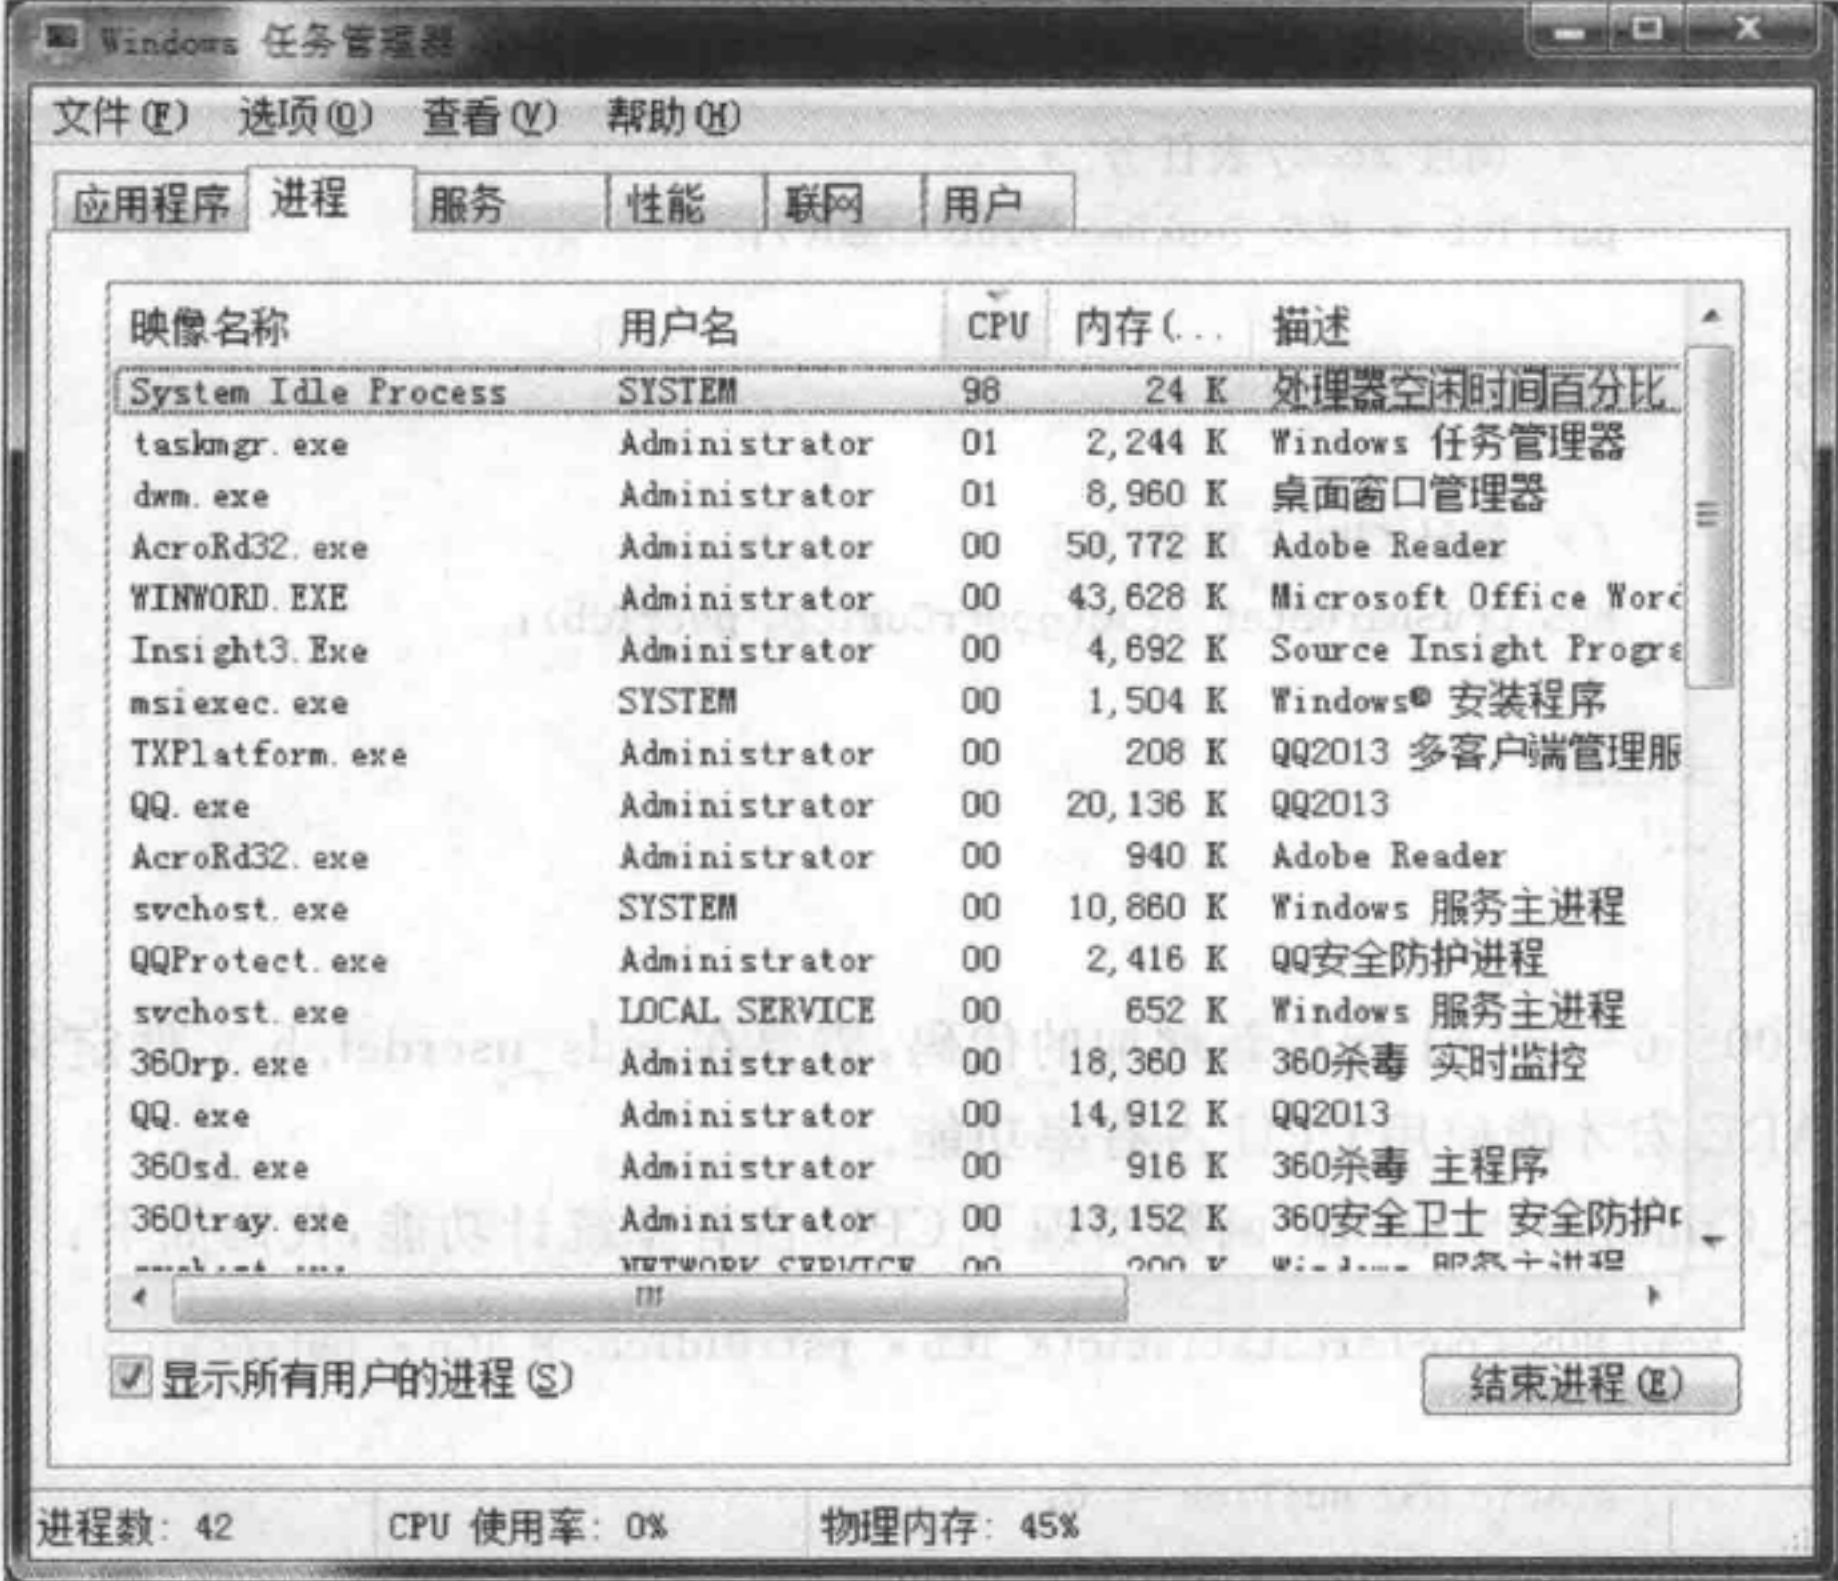 Windows 任务管理器
文件(F) 选项(O) 查看(V) 帮助(H)
应用程序 进程 服务 性能 联网 用户
映像名称 用户名 CPU 内存(... 描述
System Idle Process SYSTEM 98 24 K 处理器空闲时间百分比
taskmgr.exe Administrator 01 2,244 K Windows 任务管理器
dwm.exe Administrator 01 8,960 K 桌面窗口管理器
AcroRd32.exe Administrator 00 50,772 K Adobe Reader
WINWORD.EXE Administrator 00 43,628 K Microsoft Office Word
Insight3.Exe Administrator 00 4,692 K Source Insight Progra
msiexec.exe SYSTEM 00 1,504 K Windows® 安装程序
TXPlatform.exe Administrator 00 208 K QQ2013 多客户端管理服
QQ.exe Administrator 00 20,136 K QQ2013
AcroRd32.exe Administrator 00 940 K Adobe Reader
svchost.exe SYSTEM 00 10,860 K Windows 服务主进程
QQProtect.exe Administrator 00 2,416 K QQ安全防护进程
svchost.exe LOCAL SERVICE 00 652 K Windows 服务主进程
360rp.exe Administrator 00 18,360 K 360杀毒 实时监控
QQ.exe Administrator 00 14,912 K QQ2013
360sd.exe Administrator 00 916 K 360杀毒 主程序
360tray.exe Administrator 00 13,152 K 360安全卫士 安全防护中
svchost.exe NETWORK SERVICE 00 K Windows 服务主进程
显示所有用户的进程(S) 结束进程(E)
进程数: 42 CPU 使用率: 0% 物理内存: 45%